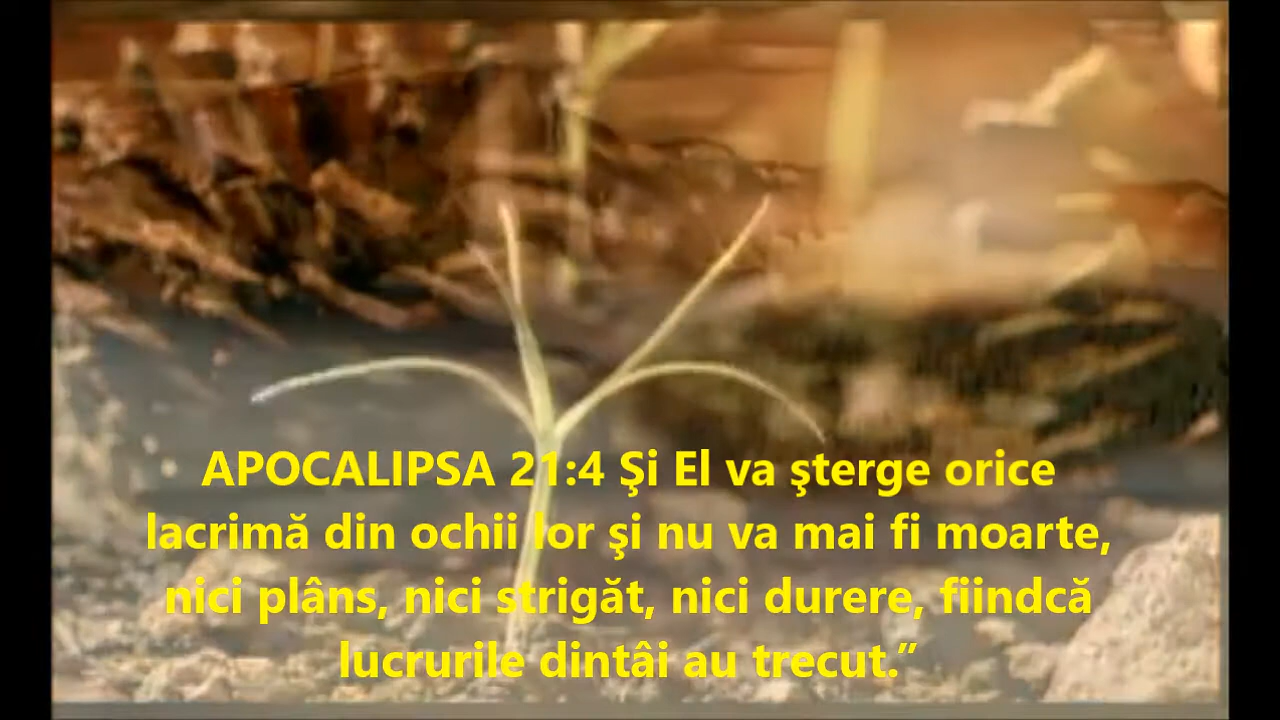 APOCALIPSA 21:4 Şi El va şterge orice
lacrimă din ochii lor şi nu va mai fi moarte,
nici plâns, nici strigăt, nici durere, fiindcă
lucrurile dintâi au trecut.”